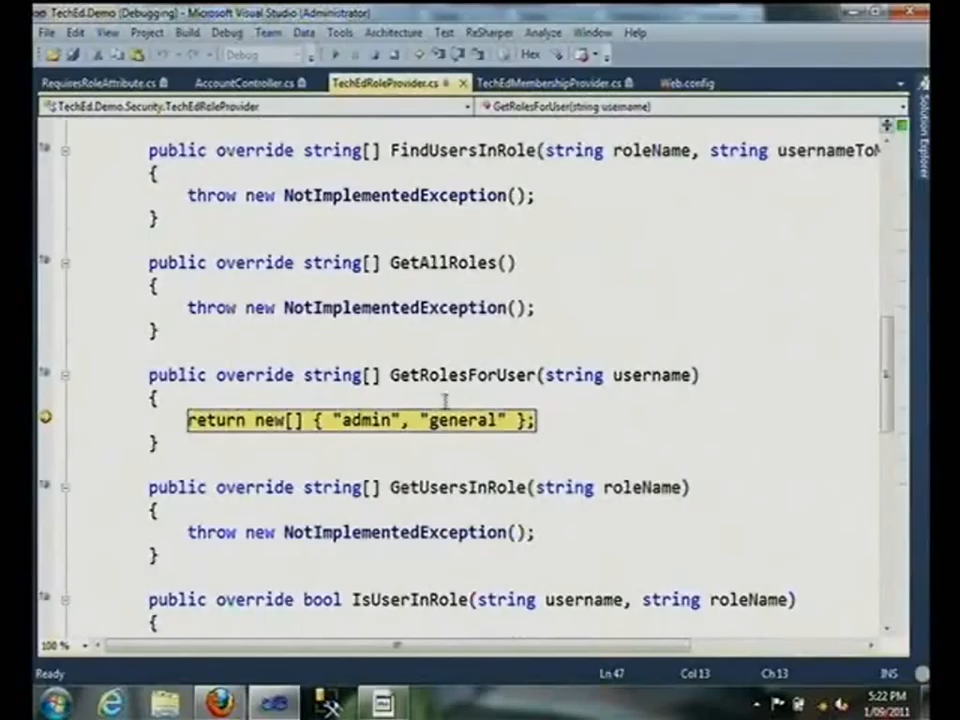 TechEd.Demo (Debugging) - Microsoft Visual Studio (Administrator)
File Edit View Project Build Debug Team Data Tools Architecture Test ReSharper Analyze Window Help
Debug Hex
RequiresRoleAttribute.cs AccountController.cs TechEdRoleProvider.cs TechEdMembershipProvider.cs Web.config
TechEd.Demo.Security.TechEdRoleProvider GetRolesForUser(string username)
Solution Explorer
public override string[] FindUsersInRole(string roleName, string usernameToM
{
throw new NotImplementedException();
}
public override string[] GetAllRoles()
{
throw new NotImplementedException();
}
public override string[] GetRolesForUser(string username)
{
return new[] { "admin", "general" };
}
public override string[] GetUsersInRole(string roleName)
{
throw new NotImplementedException();
}
public override bool IsUserInRole(string username, string roleName)
{
100 %
Ready Ln 47 Col 13 Ch 13 INS
5:22 PM
1/09/2011